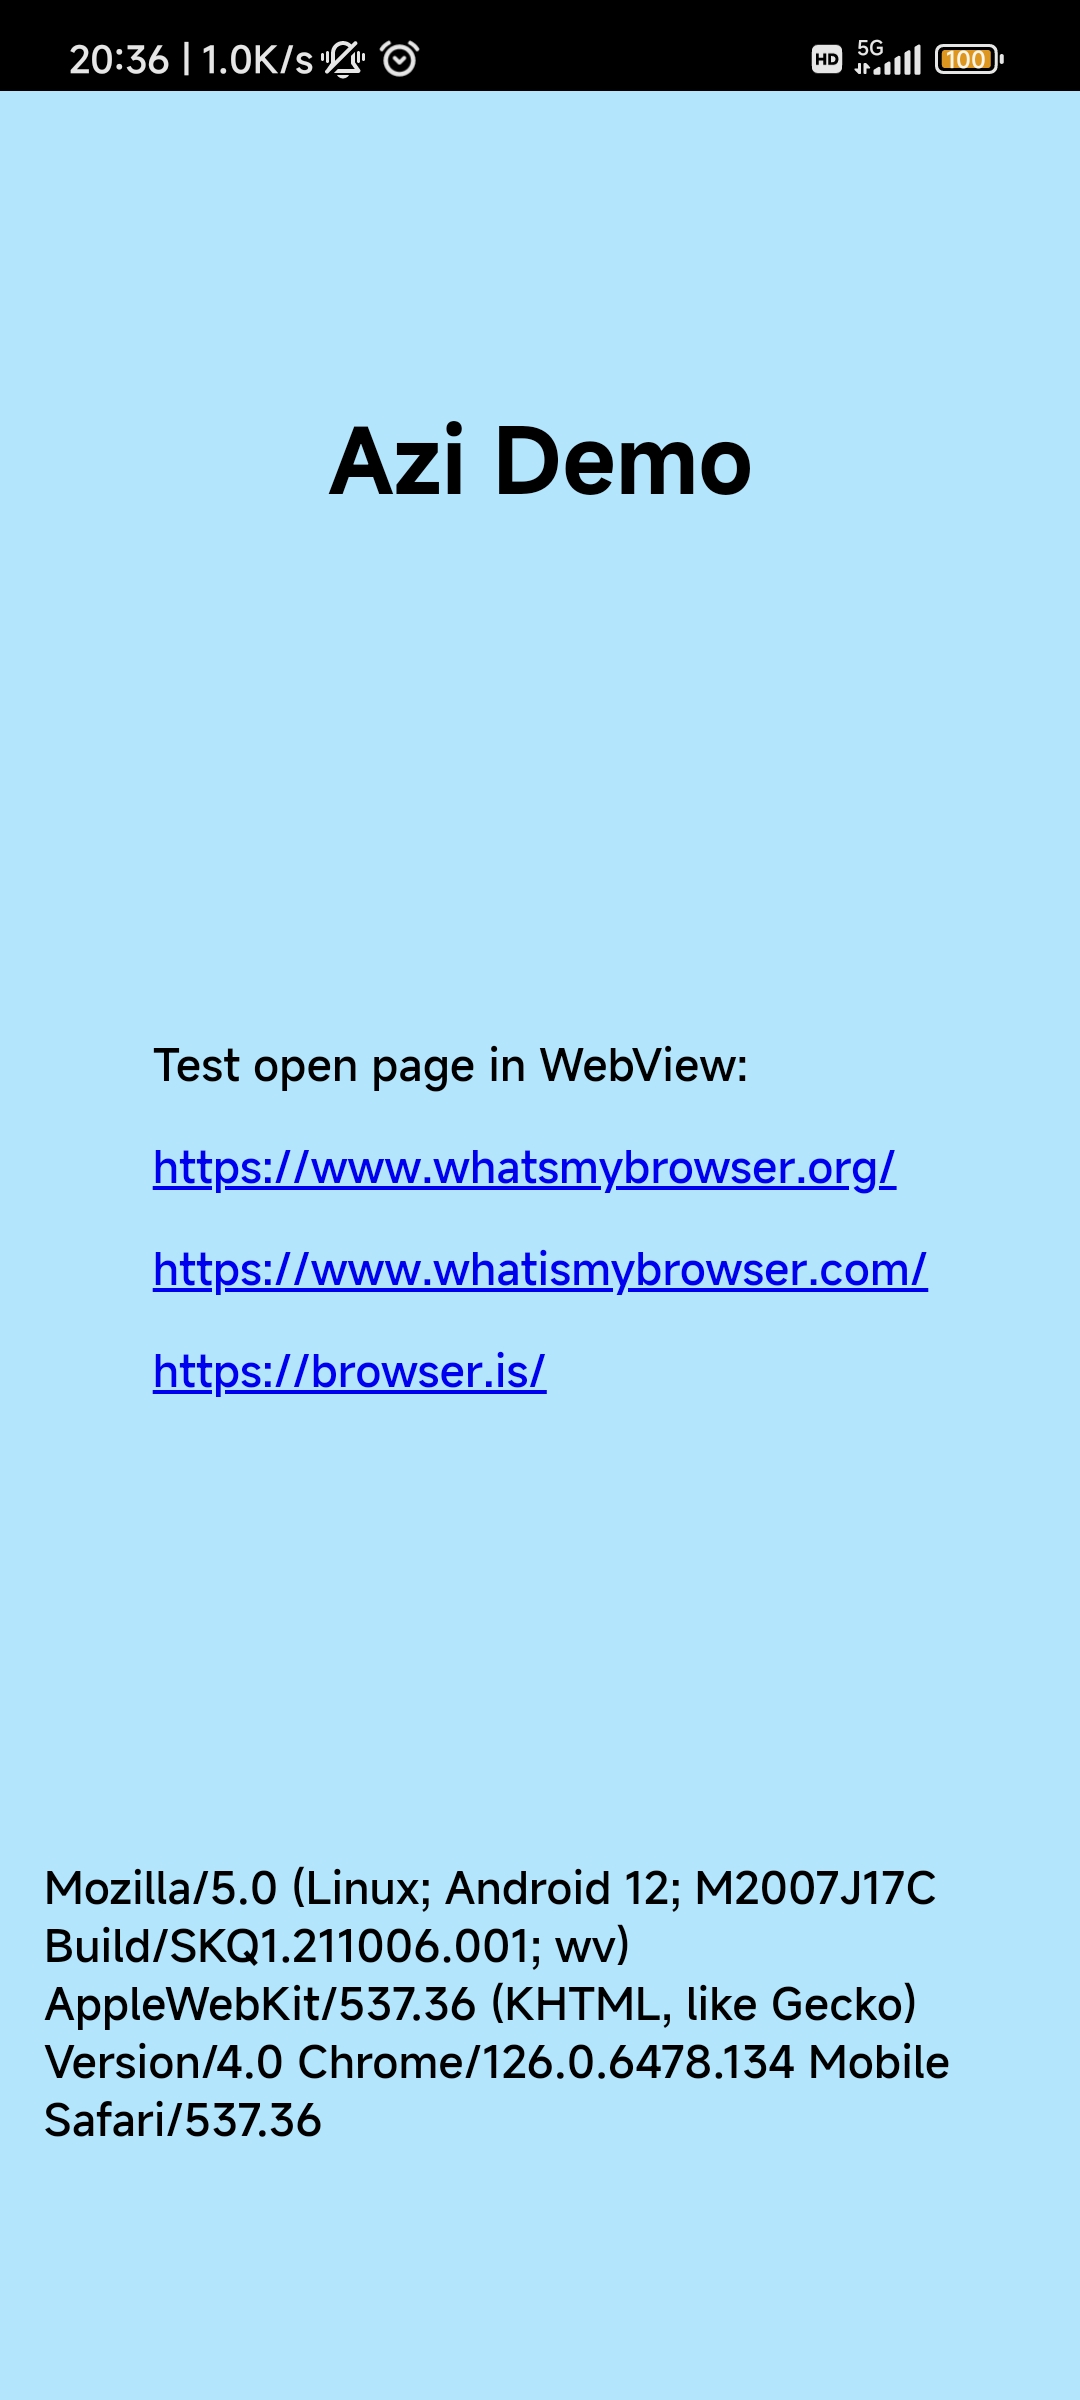 20:36 | 1.0K/s HD 5G 100
Azi Demo
Test open page in WebView:
https://www.whatsmybrowser.org/
https://www.whatismybrowser.com/
https://browser.is/
Mozilla/5.0 (Linux; Android 12; M2007J17C
Build/SKQ1.211006.001; wv)
AppleWebKit/537.36 (KHTML, like Gecko)
Version/4.0 Chrome/126.0.6478.134 Mobile
Safari/537.36